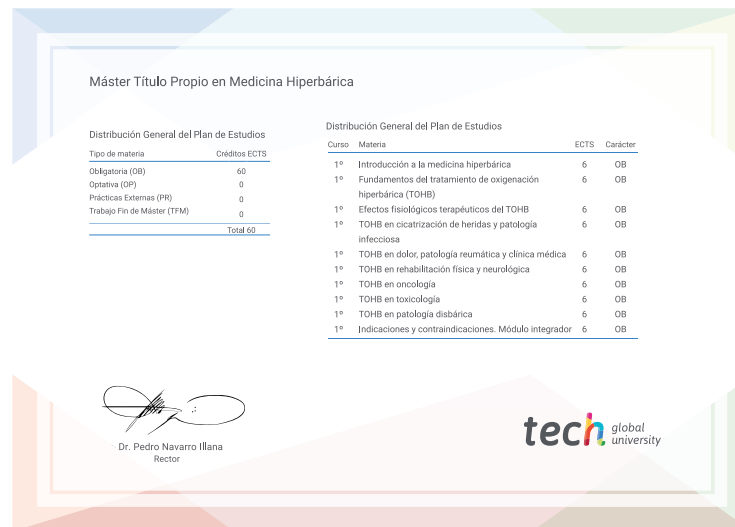 Máster Título Propio en Medicina Hiperbárica
Distribución General del Plan de Estudios
Tipo de materia Créditos ECTS
Obligatoria (OB) 60
Optativa (OP) 0
Prácticas Externas (PR) 0
Trabajo Fin de Máster (TFM) 0
Total 60
Distribución General del Plan de Estudios
Curso Materia ECTS Carácter
1º Introducción a la medicina hiperbárica 6 OB
1º Fundamentos del tratamiento de oxigenación 6 OB
hiperbárica (TOHB)
1º Efectos fisiológicos terapéuticos del TOHB 6 OB
1º TOHB en cicatrización de heridas y patología 6 OB
infecciosa
1º TOHB en dolor, patología reumática y clínica médica 6 OB
1º TOHB en rehabilitación física y neurológica 6 OB
1º TOHB en oncología 6 OB
1º TOHB en toxicología 6 OB
1º TOHB en patología disbárica 6 OB
1º Indicaciones y contraindicaciones. Módulo integrador 6 OB
Dr. Pedro Navarro Illana
Rector
tech global
university